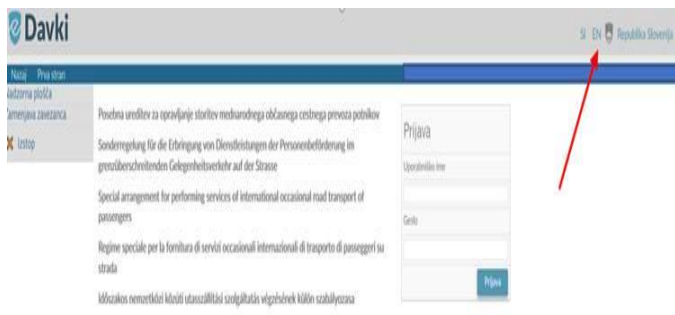 eDavki
SI EN Republika Slovenija
Nazaj Prva stran
Nadzorna plošča
Zamenjava zavezanca
Izstop
Posebna ureditev za opravljanje storitev mednarodnega občasnega cestnega prevoza potnikov
Sonderregelung für die Erbringung von Dienstleistungen der Personenbeförderung im
grenzüberschreitenden Gelegenheitsverkehr auf der Strasse
Special arrangement for performing services of international occasional road transport of
passengers
Regime speciale per la fornitura di servizi occasionali internazionali di trasporto di passeggeri su
strada
Időszakos nemzetközi közúti utasszállítási szolgáltatás végzésének külön szabályozasa
Prijava
Uporabniško ime
Geslo
Prijava